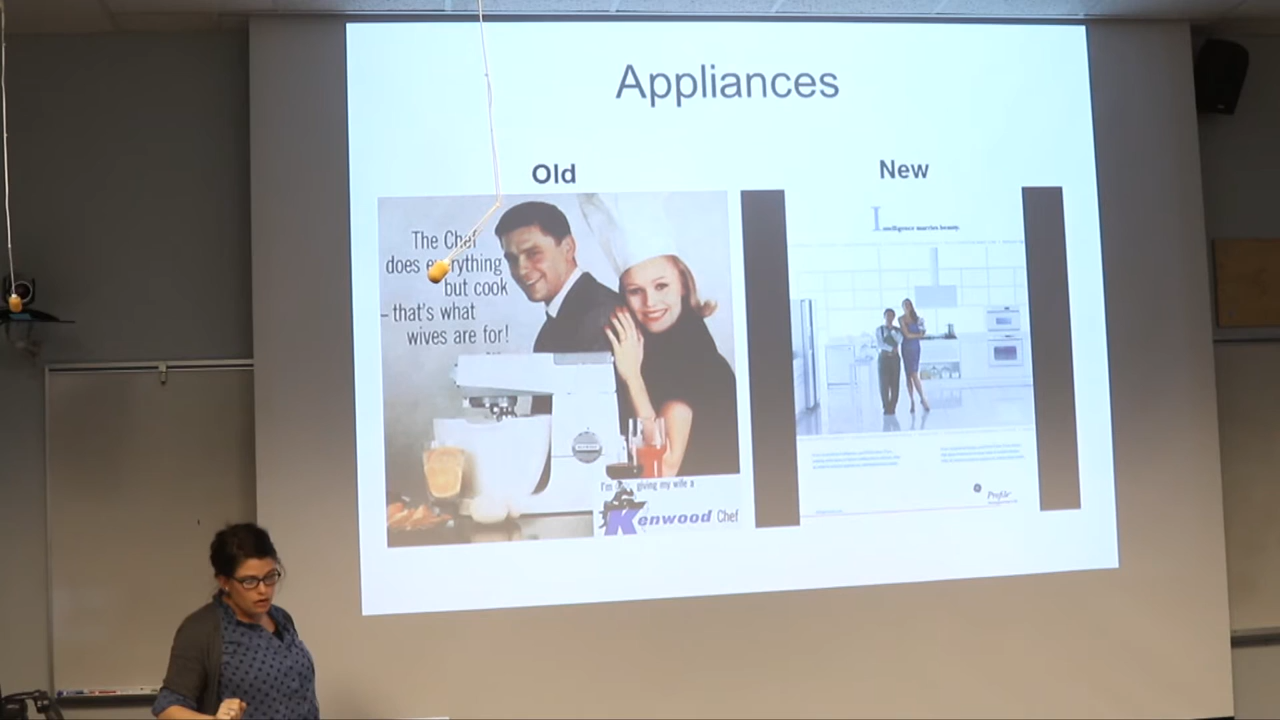 Appliances
Old
New
The Chef
does everything
but cook
– that's what
wives are for!
I'm giving my wife a
Kenwood Chef
Intelligence marries beauty.
Profile